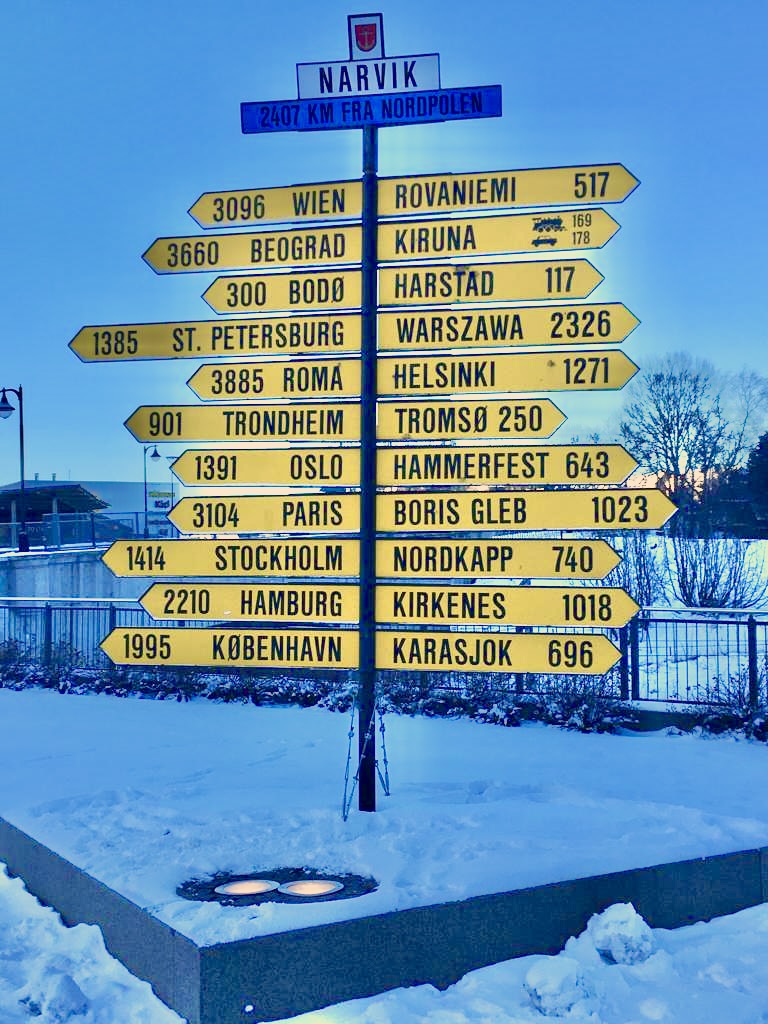 NARVIK
2407 KM FRA NORDPOLEN
3096 WIEN
ROVANIEMI 517
3660 BEOGRAD
KIRUNA 169
178
300 BODØ
HARSTAD 117
1385 ST. PETERSBURG
WARSZAWA 2326
3885 ROMA
HELSINKI 1271
901 TRONDHEIM
TROMSØ 250
1391 OSLO
HAMMERFEST 643
3104 PARIS
BORIS GLEB 1023
1414 STOCKHOLM
NORDKAPP 740
2210 HAMBURG
KIRKENES 1018
1995 KØBENHAVN
KARASJOK 696